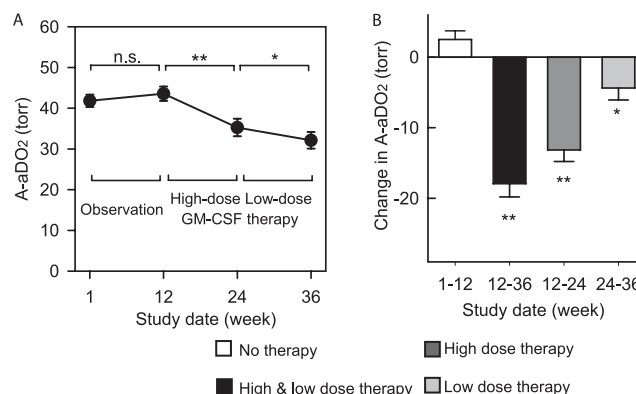 A
A-aDO2 (torr)
60
50
40
30
20
10
0
n.s.
**
*
Observation
High-dose Low-dose
GM-CSF therapy
1
12
24
36
Study date (week)
B
Change in A-aDO2 (torr)
0
-10
-20
**
**
*
1-12
12-36
12-24
24-36
Study date (week)
No therapy
High dose therapy
High & low dose therapy
Low dose therapy